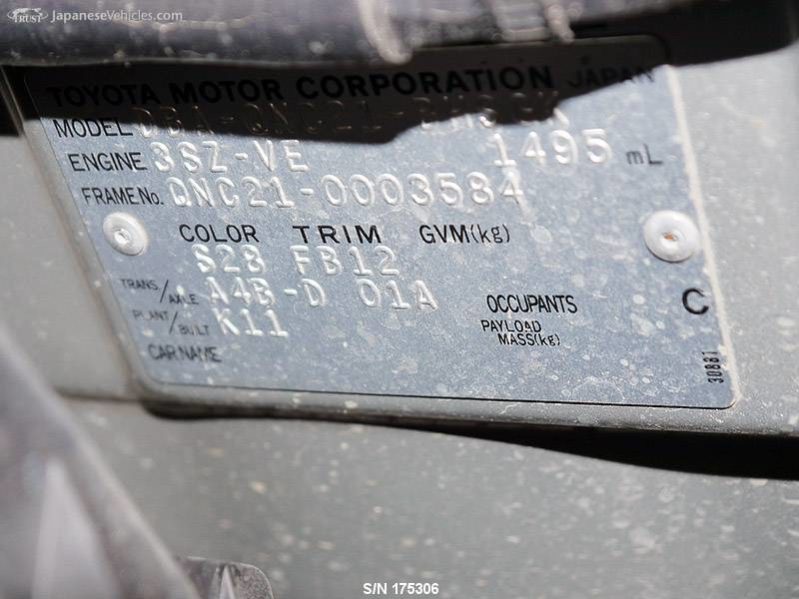 TRUST JapaneseVehicles.com
TOYOTA MOTOR CORPORATION JAPAN
MODEL
ENGINE 3SZ-VE 1495 mL
FRAME No. QNC21-0003584
COLOR TRIM GVM(kg)
S28 FB12
TRANS./AXLE A4B-D 01A OCCUPANTS C
PLANT/BUILT K11 PAYLOAD MASS(kg)
CAR NAME 30881
S/N 175306